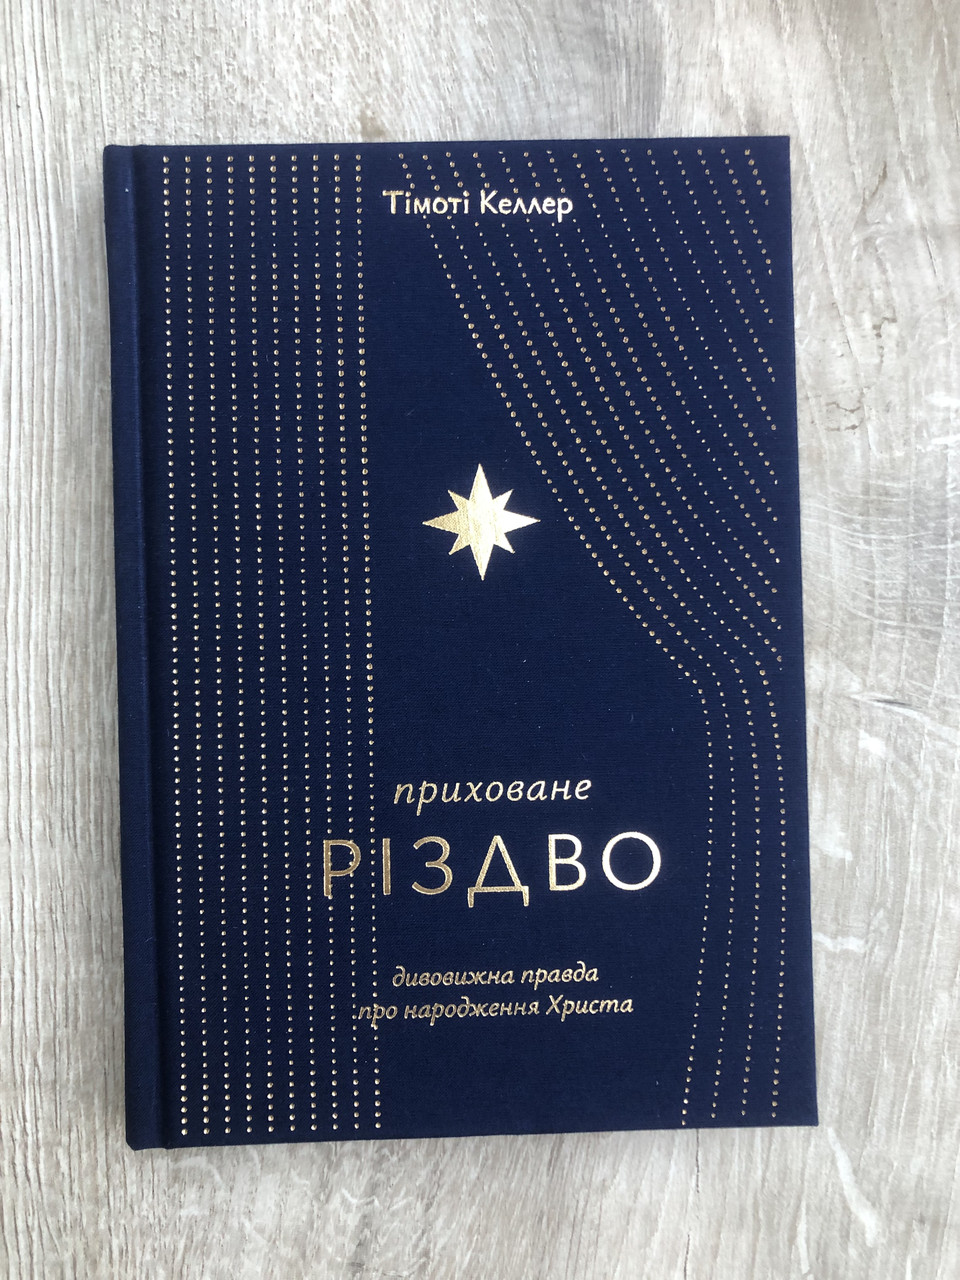 Тімоті Келлер
приховане
РІЗДВО
дивовижна правда
про народження Христа